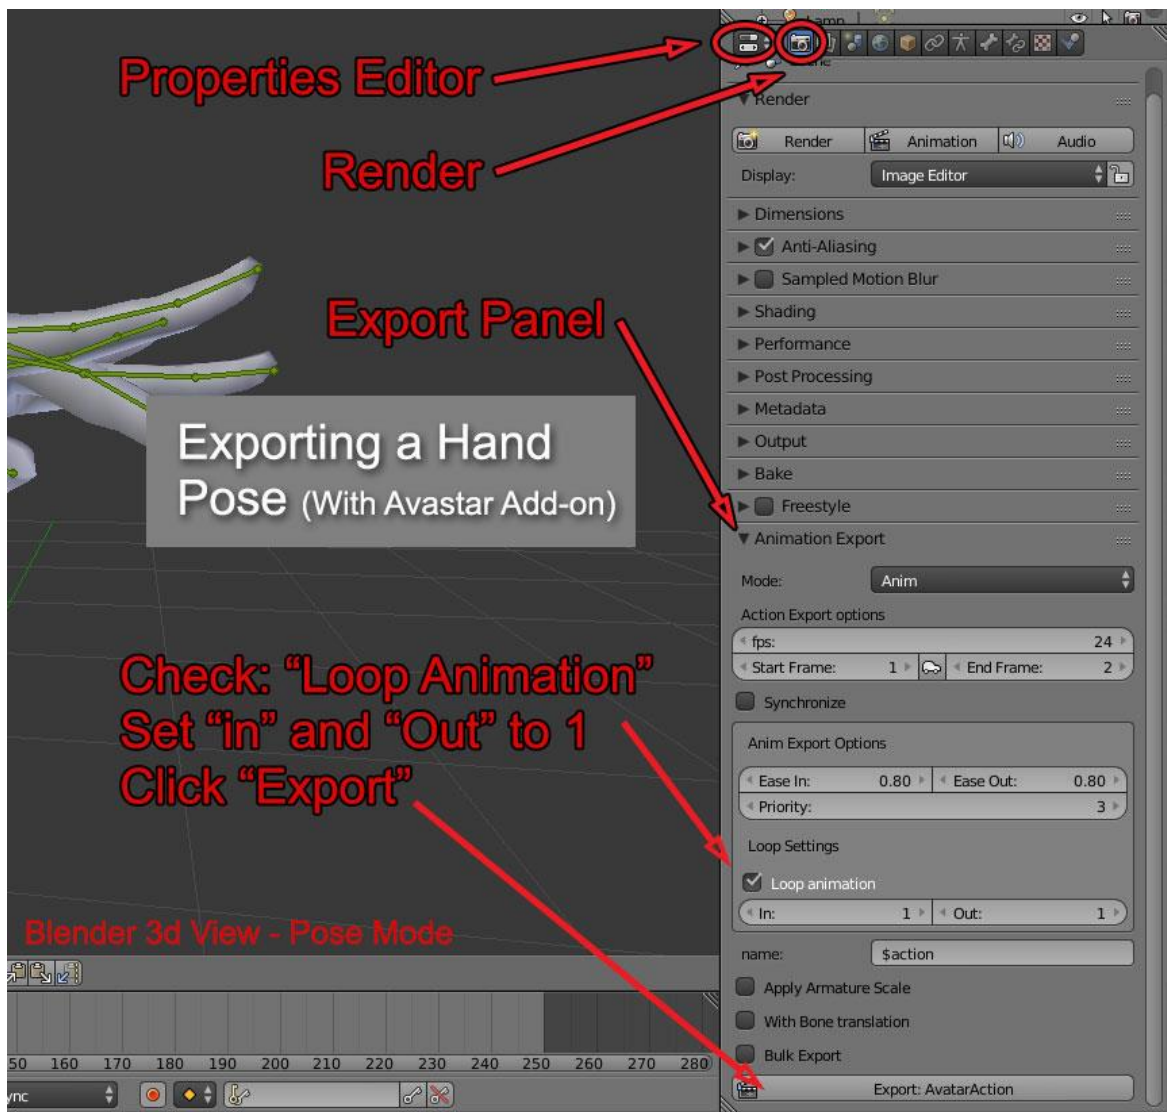 Lamp
Properties Editor
Scene
Render
Render
Render Animation Audio
Display: Image Editor
Dimensions
Anti-Aliasing
Sampled Motion Blur
Export Panel
Shading
Performance
Post Processing
Metadata
Exporting a Hand
Pose (With Avastar Add-on)
Output
Bake
Freestyle
Animation Export
Mode: Anim
Action Export options
fps: 24
Start Frame: 1 End Frame: 2
Synchronize
Check: “Loop Animation”
Set “in” and “Out” to 1
Click “Export”
Anim Export Options
Ease In: 0.80 Ease Out: 0.80
Priority: 3
Loop Settings
Loop animation
In: 1 Out: 1
Blender 3d View - Pose Mode
name: $action
Apply Armature Scale
With Bone translation
Bulk Export
50 160 170 180 190 200 210 220 230 240 250 260 270 280
ync
Export: AvatarAction